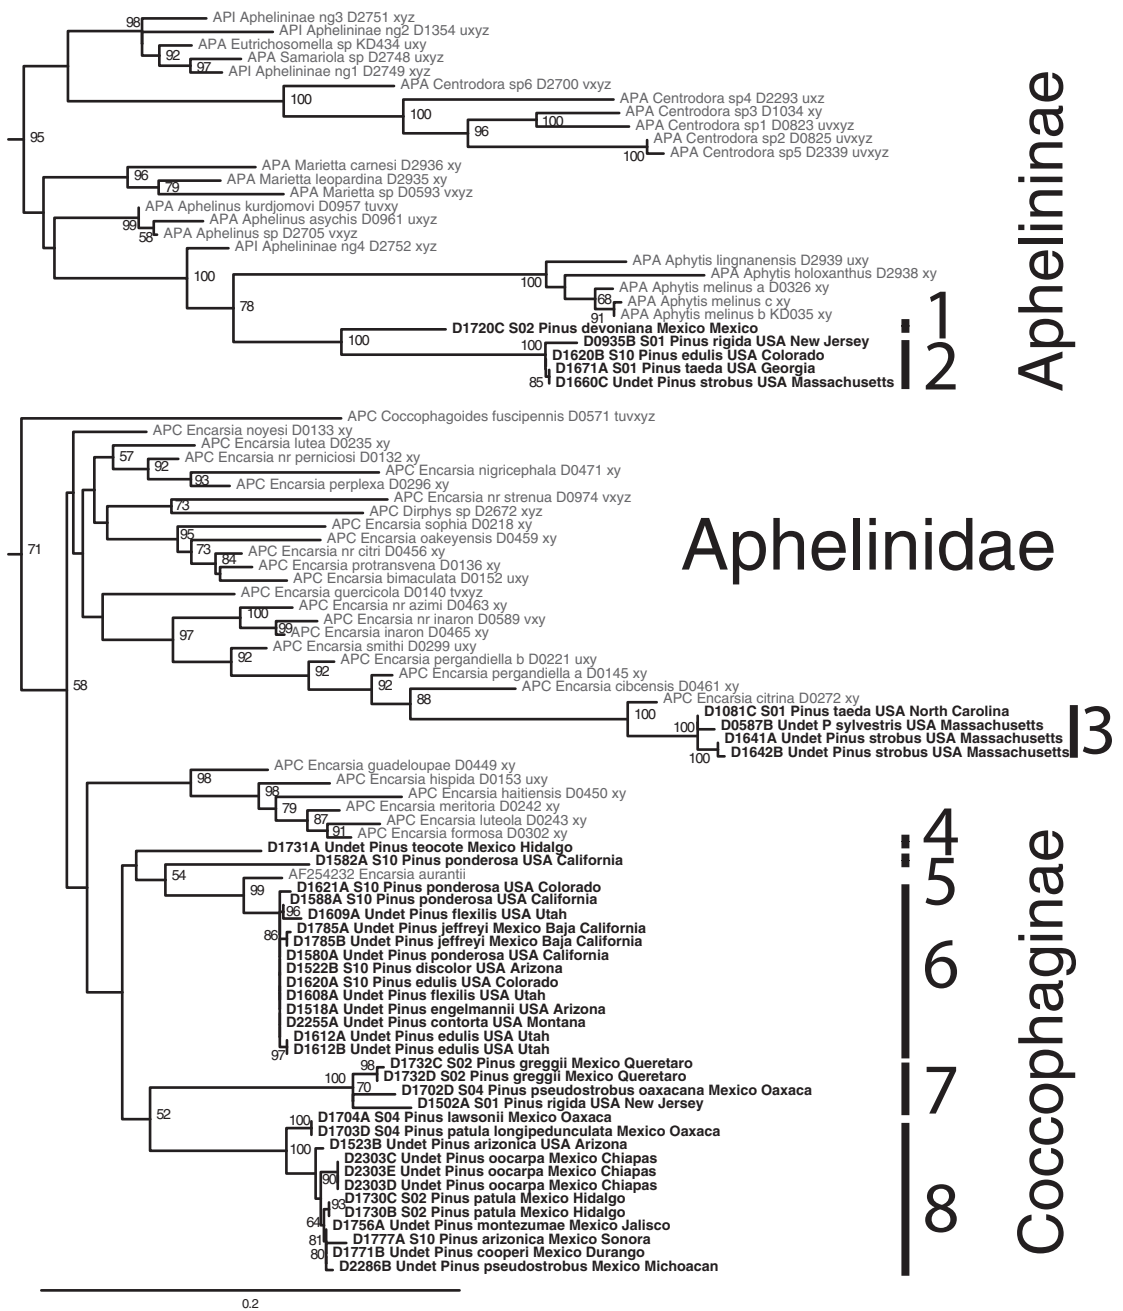 API Aphelininae ng3 D2751 xyz
98
API Aphelininae ng2 D1354 uxyz
APA Eutrichosomella sp KD434 uxy
92
APA Samariola sp D2748 uxyz
97
API Aphelininae ng1 D2749 xyz
APA Centrodora sp6 D2700 vxyz
100
APA Centrodora sp4 D2293 uxz
100
APA Centrodora sp3 D1034 xy
100
APA Centrodora sp1 D0823 uvxyz
96
APA Centrodora sp2 D0825 uvxyz
95
100
APA Centrodora sp5 D2339 uvxyz
APA Marietta carnesi D2936 xy
96
APA Marietta leopardina D2935 xy
79
APA Marietta sp D0593 vxyz
APA Aphelinus kurdjomovi D0957 tuvxy
99
APA Aphelinus asychis D0961 uxyz
58
APA Aphelinus sp D2705 vxyz
API Aphelininae ng4 D2752 xyz
APA Aphytis lingnanensis D2939 uxy
100
APA Aphytis holoxanthus D2938 xy
100
APA Aphytis melinus a D0326 xy
68
APA Aphytis melinus c xy
78
91
APA Aphytis melinus b KD035 xy
D1720C S02 Pinus devoniana Mexico Mexico
1
100
100
D0935B S01 Pinus rigida USA New Jersey
D1620B S10 Pinus edulis USA Colorado
D1671A S01 Pinus taeda USA Georgia
2
85
D1660C Undet Pinus strobus USA Massachusetts
Aphelininae
APC Coccophagoides fuscipennis D0571 tuvxyz
APC Encarsia noyesi D0133 xy
APC Encarsia lutea D0235 xy
57
APC Encarsia nr perniciosi D0132 xy
92
APC Encarsia nigricephala D0471 xy
93
APC Encarsia perplexa D0296 xy
APC Encarsia nr strenua D0974 vxyz
73
APC Dirphys sp D2672 xyz
APC Encarsia sophia D0218 xy
95
APC Encarsia oakeyensis D0459 xy
73
APC Encarsia nr citri D0456 xy
71
84
APC Encarsia protransvena D0136 xy
APC Encarsia bimaculata D0152 uxy
Aphelinidae
APC Encarsia guercicola D0140 tvxyz
APC Encarsia nr azimi D0463 xy
100
APC Encarsia nr inaron D0589 vxy
99
APC Encarsia inaron D0465 xy
97
APC Encarsia smithi D0299 uxy
92
APC Encarsia pergandiella b D0221 uxy
92
APC Encarsia pergandiella a D0145 xy
58
92
APC Encarsia cibcensis D0461 xy
88
APC Encarsia citrina D0272 xy
100
D1081C S01 Pinus taeda USA North Carolina
100
D0587B Undet P sylvestris USA Massachusetts
D1641A Undet Pinus strobus USA Massachusetts
3
100
D1642B Undet Pinus strobus USA Massachusetts
APC Encarsia guadeloupae D0449 xy
98
APC Encarsia hispida D0153 uxy
98
APC Encarsia haitiensis D0450 xy
79
APC Encarsia meritoria D0242 xy
87
APC Encarsia luteola D0243 xy
91
APC Encarsia formosa D0302 xy
4
D1731A Undet Pinus teocote Mexico Hidalgo
D1582A S10 Pinus ponderosa USA California
5
54
AF254232 Encarsia aurantii
99
D1621A S10 Pinus ponderosa USA Colorado
D1588A S10 Pinus ponderosa USA California
96
D1609A Undet Pinus flexilis USA Utah
D1785A Undet Pinus jeffreyi Mexico Baja California
86
D1785B Undet Pinus jeffreyi Mexico Baja California
D1580A Undet Pinus ponderosa USA California
D1522B S10 Pinus discolor USA Arizona
6
D1620A S10 Pinus edulis USA Colorado
D1608A Undet Pinus flexilis USA Utah
D1518A Undet Pinus engelmannii USA Arizona
D2255A Undet Pinus contorta USA Montana
D1612A Undet Pinus edulis USA Utah
97
D1612B Undet Pinus edulis USA Utah
98
D1732C S02 Pinus greggii Mexico Queretaro
100
D1732D S02 Pinus greggii Mexico Queretaro
70
D1702D S04 Pinus pseudostrobus oaxacana Mexico Oaxaca
7
D1502A S01 Pinus rigida USA New Jersey
52
D1704A S04 Pinus lawsonii Mexico Oaxaca
100
D1703D S04 Pinus patula longipedunculata Mexico Oaxaca
100
D1523B Undet Pinus arizonica USA Arizona
D2303C Undet Pinus oocarpa Mexico Chiapas
D2303E Undet Pinus oocarpa Mexico Chiapas
90
D2303D Undet Pinus oocarpa Mexico Chiapas
D1730C S02 Pinus patula Mexico Hidalgo
93
D1730B S02 Pinus patula Mexico Hidalgo
8
64
D1756A Undet Pinus montezumae Mexico Jalisco
81
D1777A S10 Pinus arizonica Mexico Sonora
80
D1771B Undet Pinus cooperi Mexico Durango
D2286B Undet Pinus pseudostrobus Mexico Michoacan
Coccophaginae
0.2